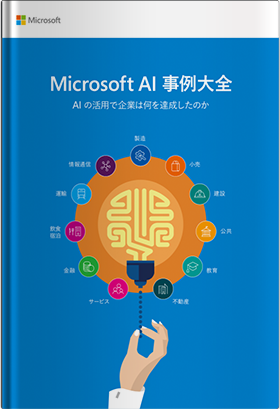 Microsoft
Microsoft AI 事例大全
AI の活用で企業は何を達成したのか
製造
情報通信
小売
運輸
建設
飲食
宿泊
公共
金融
教育
サービス
不動産